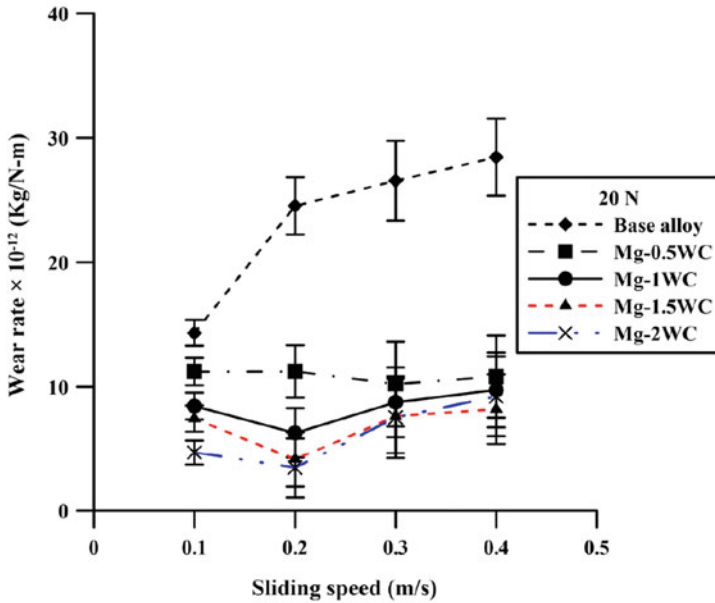 40
30
20
10
0
Wear rate × 10⁻¹² (Kg/N-m)
0 0.1 0.2 0.3 0.4 0.5
Sliding speed (m/s)
20 N
Base alloy
Mg-0.5WC
Mg-1WC
Mg-1.5WC
Mg-2WC